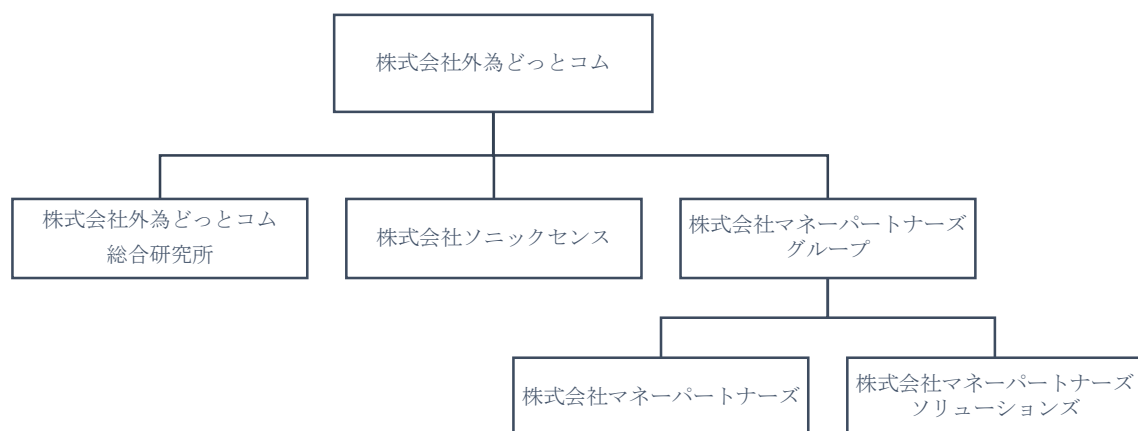 株式会社外為どっとコム
株式会社外為どっとコム
総合研究所
株式会社ソニックセンス
株式会社マネーパートナーズ
グループ
株式会社マネーパートナーズ
株式会社マネーパートナーズ
ソリューションズ